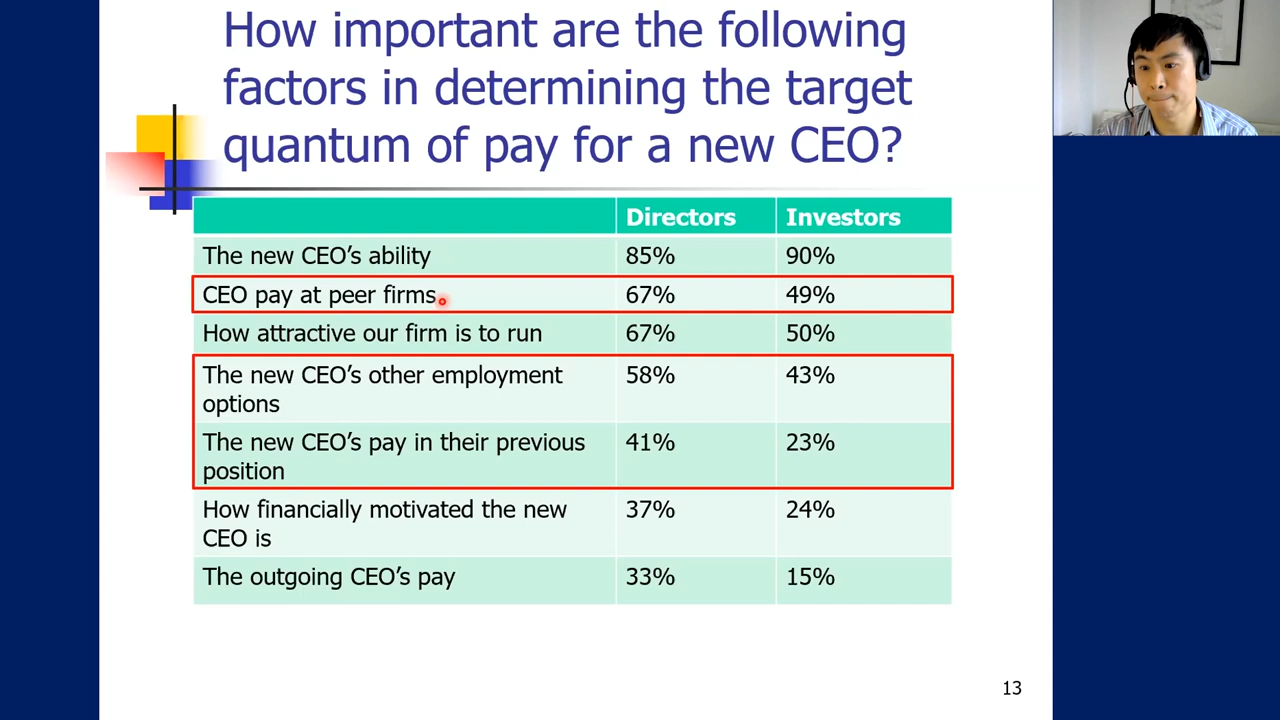 How important are the following
factors in determining the target
quantum of pay for a new CEO?
Directors Investors
The new CEO’s ability 85% 90%
CEO pay at peer firms 67% 49%
How attractive our firm is to run 67% 50%
The new CEO’s other employment 58% 43%
options
The new CEO’s pay in their previous 41% 23%
position
How financially motivated the new 37% 24%
CEO is
The outgoing CEO’s pay 33% 15%
13